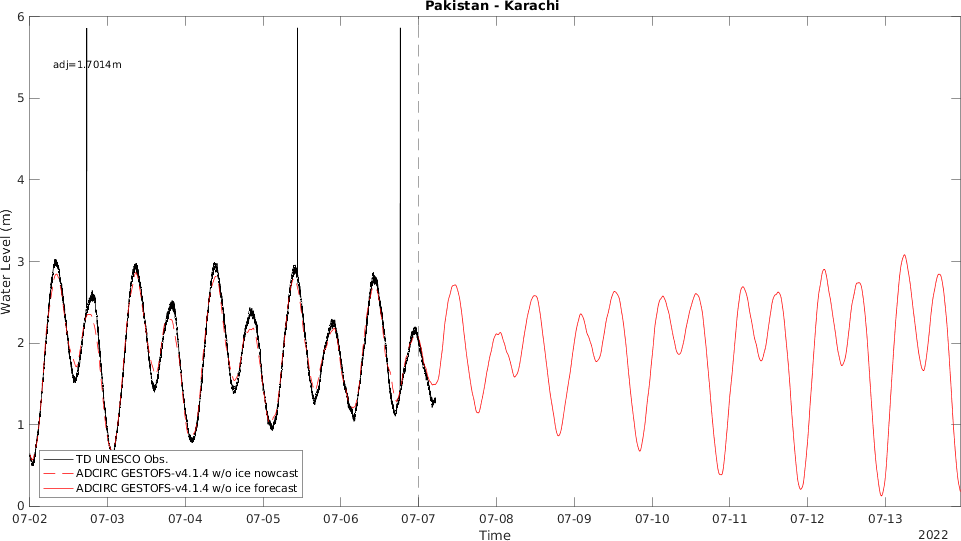 Pakistan - Karachi
6
adj=1.7014m
5
4
3
2
1
0
Water Level (m)
TD UNESCO Obs.
ADCIRC GESTOFS-v4.1.4 w/o ice nowcast
ADCIRC GESTOFS-v4.1.4 w/o ice forecast
07-02 07-03 07-04 07-05 07-06 07-07 07-08 07-09 07-10 07-11 07-12 07-13
Time
2022